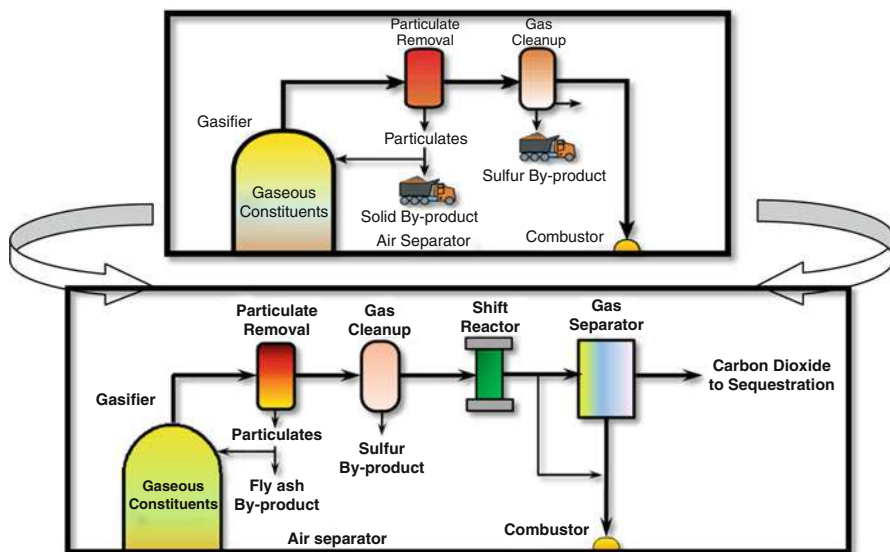 Particulate
Removal
Gas
Cleanup
Gasifier
Particulates
Gaseous
Constituents
Solid By-product
Sulfur By-product
Air Separator
Combustor
Particulate
Removal
Gas
Cleanup
Shift
Reactor
Gas
Separator
Carbon Dioxide
to Sequestration
Gasifier
Particulates
Sulfur
By-product
Gaseous
Constituents
Fly ash
By-product
Air separator
Combustor